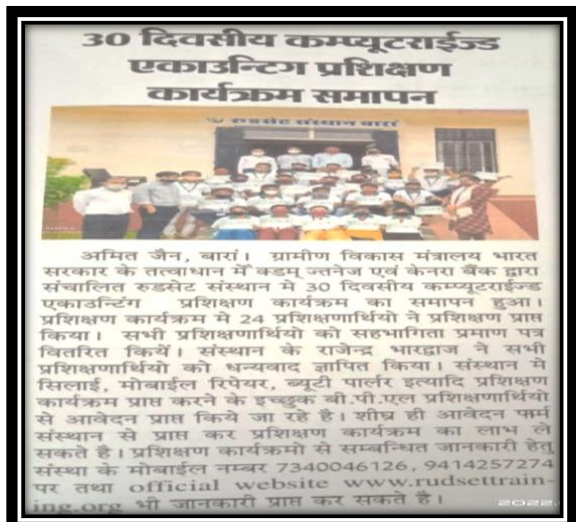 30 दिवसीय कम्प्यूटराईज्ड
एकाउन्टिग प्रशिक्षण
कार्यक्रम समापन
रुडसेट संस्थान बारां
अमित जैन, बारां। ग्रामीण विकास मंत्रालय भारत
सरकार के तत्वाधान में कडम् ज्तनेज एवं केनरा बैंक द्वारा
संचालित रुडसेट संस्थान मे 30 दिवसीय कम्प्यूटराईज्ड
एकाउन्टिंग प्रशिक्षण कार्यक्रम का समापन हुआ।
प्रशिक्षण कार्यक्रम मे 24 प्रशिक्षणार्थियो ने प्रशिक्षण प्राप्त
किया। सभी प्रशिक्षणार्थियो को सहभागिता प्रमाण पत्र
वितरित किये। संस्थान के राजेन्द्र भारद्वाज ने सभी
प्रशिक्षणार्थियो को धन्यवाद ज्ञापित किया। संस्थान मे
सिलाई, मोबाईल रिपेयर, ब्यूटी पार्लर इत्यादि प्रशिक्षण
कार्यक्रम प्राप्त करने के इच्छुक बी.पी.एल प्रशिक्षणार्थियो
से आवेदन प्राप्त किये जा रहे है। शीघ्र ही आवेदन फार्म
संस्थान से प्राप्त कर प्रशिक्षण कार्यक्रम का लाभ ले
सकते है। प्रशिक्षण कार्यक्रमो से सम्बन्धित जानकारी हेतु
संस्था के मोबाईल नम्बर 7340046126, 9414257274
पर तथा official website www.rudsettrain-
ing.org भी जानकारी प्राप्त कर सकते है।
2022